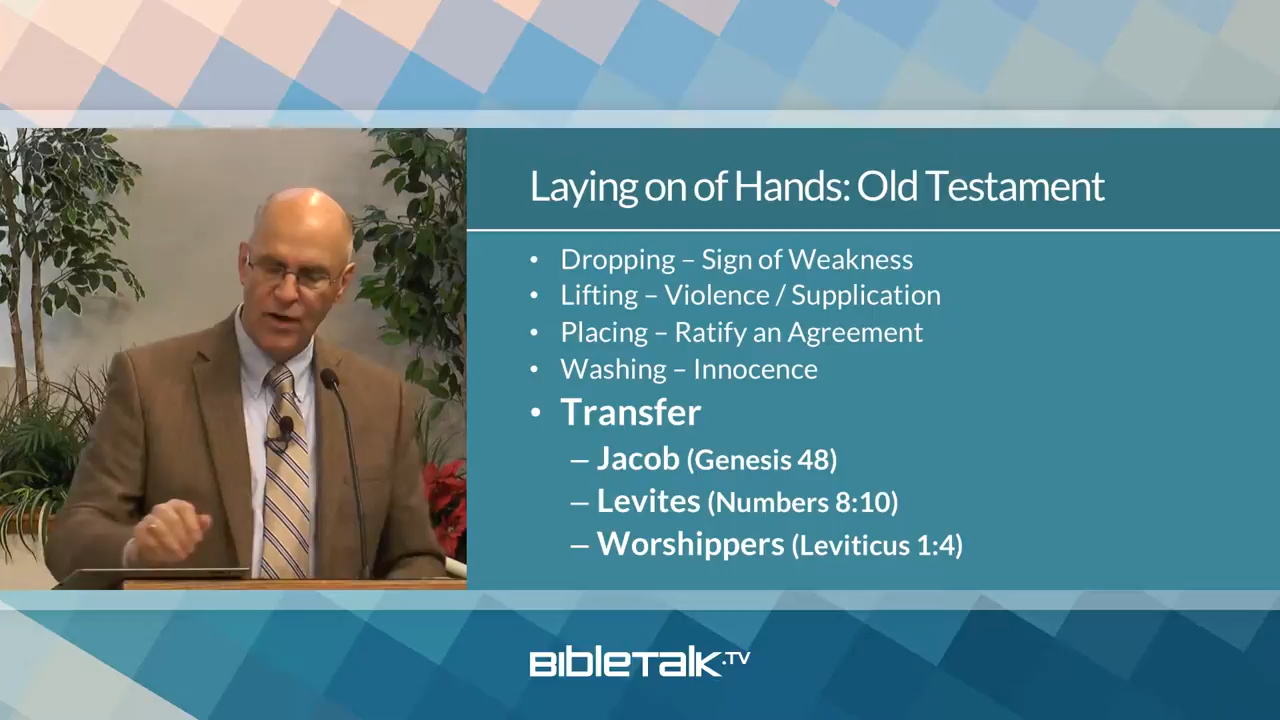 Laying on of Hands: Old Testament
• Dropping – Sign of Weakness
• Lifting – Violence / Supplication
• Placing – Ratify an Agreement
• Washing – Innocence
• Transfer
– Jacob (Genesis 48)
– Levites (Numbers 8:10)
– Worshippers (Leviticus 1:4)
BibleTalk.TV